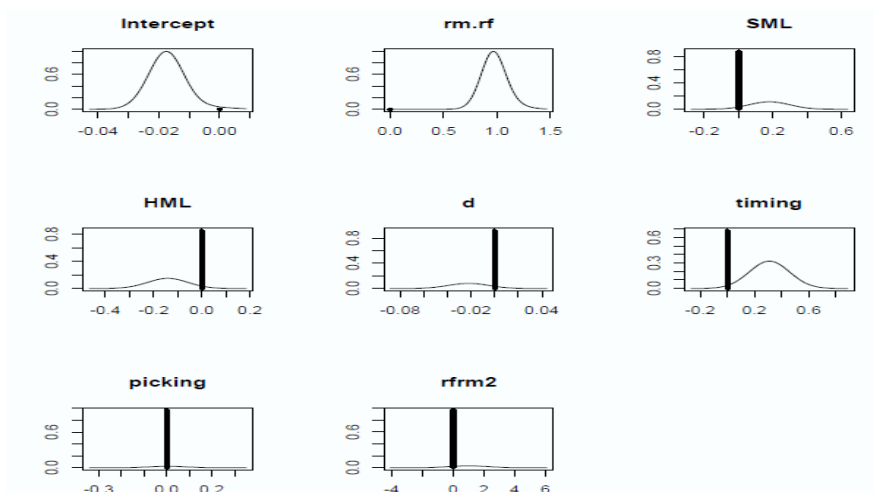 Intercept rm.rf SML
0.6 0.6 0.8
0.0 0.0 0.4
0.0
-0.04 -0.02 0.00 0.0 0.5 1.0 1.5 -0.2 0.2 0.6
HML d timing
0.8 0.8 0.6
0.4 0.4 0.3
0.0 0.0 0.0
-0.4 -0.2 0.0 0.2 -0.08 -0.02 0.04 -0.2 0.2 0.6
picking rfrm2
0.6 0.6
0.0 0.0
-0.3 0.0 0.2 -4 0 2 4 6